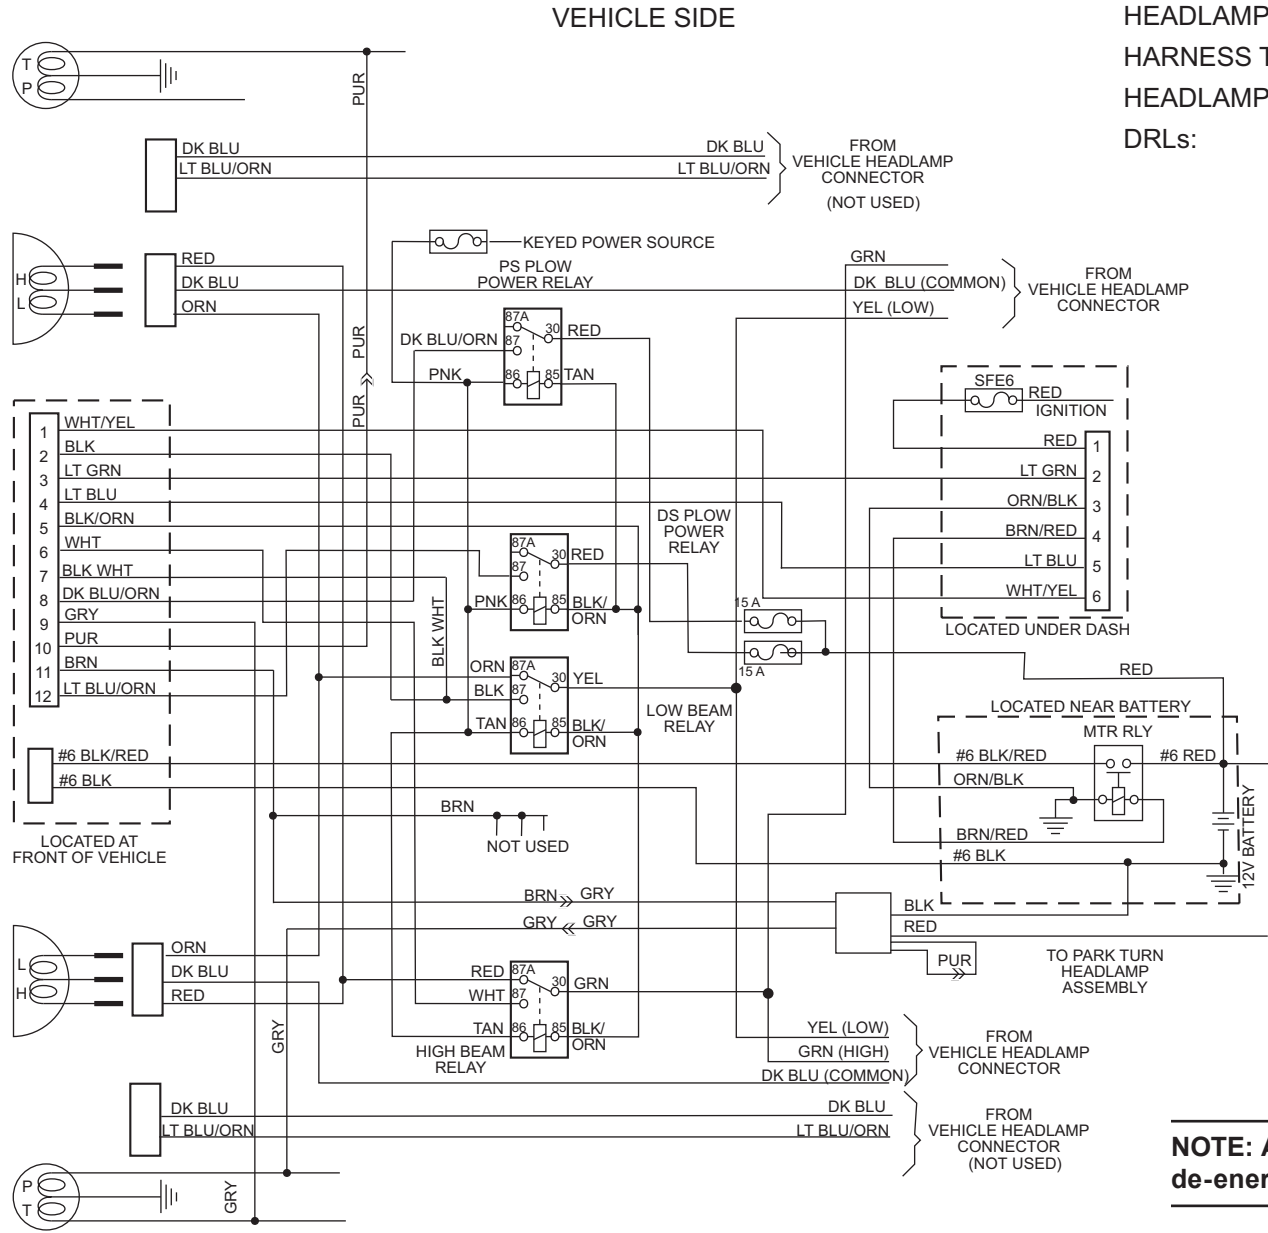 VEHICLE SIDE
HEADLAMP
HARNESS T
HEADLAMP
DRLs:
T
P
PUR
DK BLU
LT BLU/ORN
DK BLU
LT BLU/ORN
FROM
VEHICLE HEADLAMP
CONNECTOR
(NOT USED)
H
L
RED
DK BLU
ORN
KEYED POWER SOURCE
PS PLOW
POWER RELAY
GRN
DK BLU (COMMON)
YEL (LOW)
FROM
VEHICLE HEADLAMP
CONNECTOR
PUR
PUR
DK BLU/ORN
PNK
87A
87
30
86
85
RED
TAN
SFE6
RED
IGNITION
RED
LT GRN
ORN/BLK
BRN/RED
LT BLU
WHT/YEL
1
2
3
4
5
6
LOCATED UNDER DASH
1
2
3
4
5
6
7
8
9
10
11
12
WHT/YEL
BLK
LT GRN
LT BLU
BLK/ORN
WHT
BLK WHT
DK BLU/ORN
GRY
PUR
BRN
LT BLU/ORN
BLK WHT
DS PLOW
POWER
RELAY
PNK
87A
87
30
86
85
RED
BLK/
ORN
15 A
15 A
ORN
BLK
TAN
87A
87
30
86
85
YEL
BLK/
ORN
LOW BEAM
RELAY
RED
LOCATED NEAR BATTERY
MTR RLY
#6 BLK/RED
#6 RED
ORN/BLK
BRN/RED
#6 BLK
12V BATTERY
#6 BLK/RED
#6 BLK
LOCATED AT
FRONT OF VEHICLE
BRN
NOT USED
BRN
GRY
GRY
GRY
BLK
RED
PUR
TO PARK TURN
HEADLAMP
ASSEMBLY
L
H
ORN
DK BLU
RED
GRY
RED
WHT
TAN
87A
87
30
86
85
GRN
BLK/
ORN
HIGH BEAM
RELAY
YEL (LOW)
GRN (HIGH)
DK BLU (COMMON)
FROM
VEHICLE HEADLAMP
CONNECTOR
DK BLU
LT BLU/ORN
DK BLU
LT BLU/ORN
FROM
VEHICLE HEADLAMP
CONNECTOR
(NOT USED)
P
T
GRY
NOTE: A
de-ener